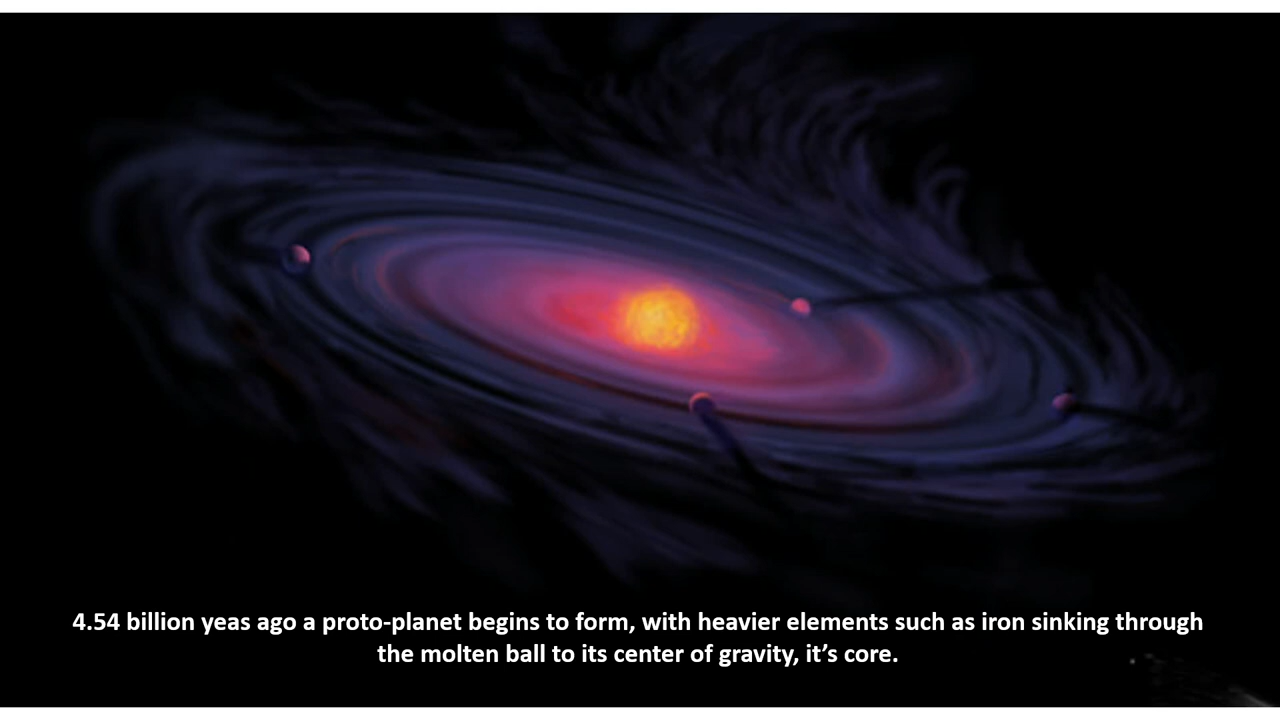 4.54 billion yeas ago a proto-planet begins to form, with heavier elements such as iron sinking through
the molten ball to its center of gravity, it’s core.